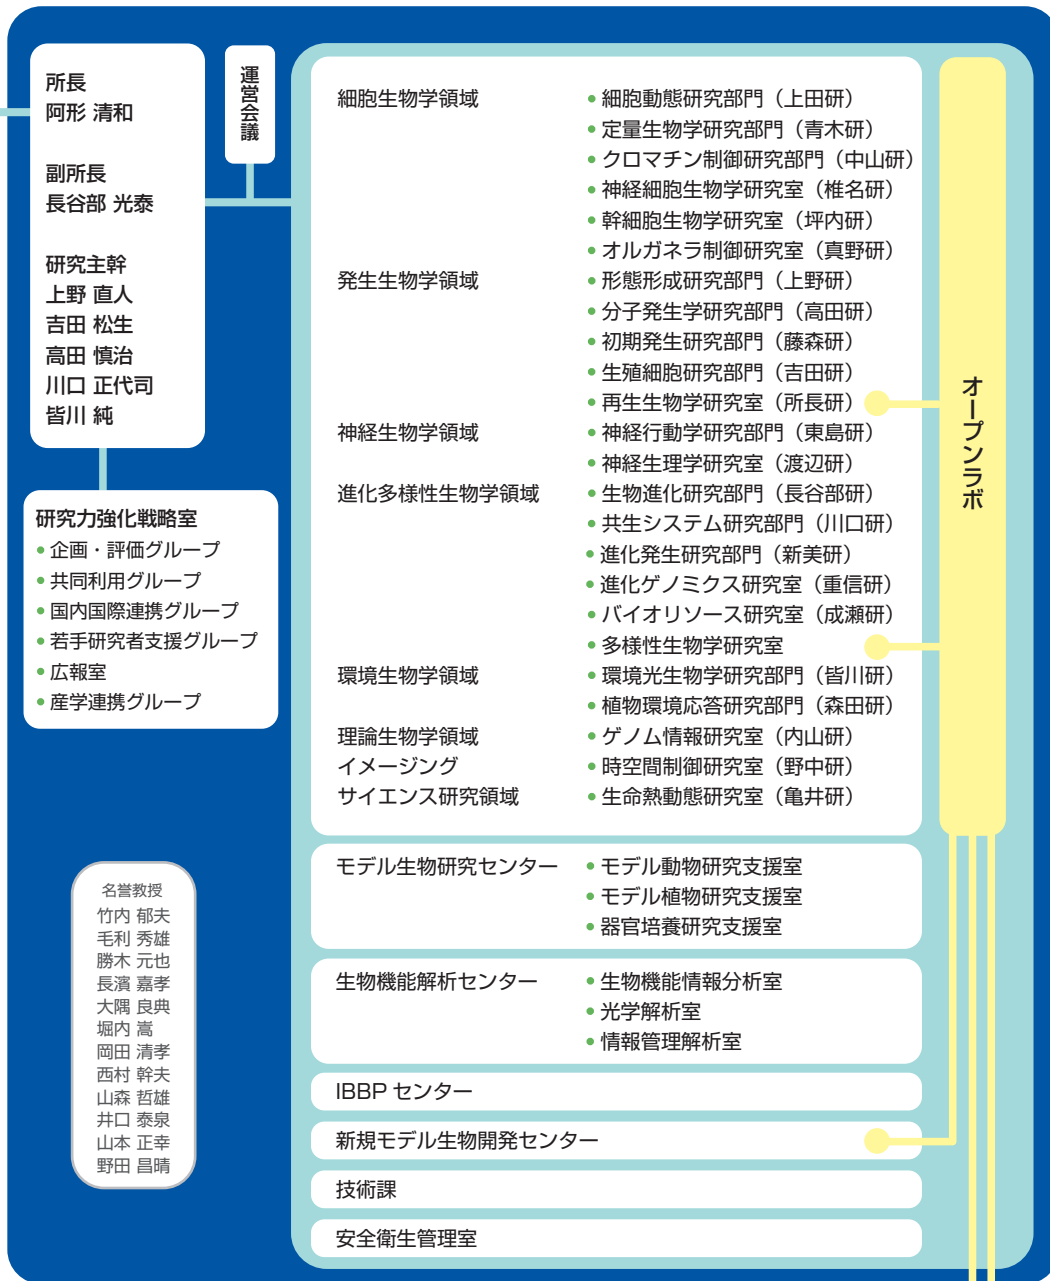 所長
阿形 清和
副所長
長谷部 光泰
研究主幹
上野 直人
吉田 松生
高田 慎治
川口 正代司
皆川 純
運営会議
研究力強化戦略室
• 企画・評価グループ
• 共同利用グループ
• 国内国際連携グループ
• 若手研究者支援グループ
• 広報室
• 産学連携グループ
名誉教授
竹内 郁夫
毛利 秀雄
勝木 元也
長濱 嘉孝
大隅 良典
堀内 嵩
岡田 清孝
西村 幹夫
山森 哲雄
井口 泰泉
山本 正幸
野田 昌晴
細胞生物学領域 • 細胞動態研究部門（上田研）
• 定量生物学研究部門（青木研）
• クロマチン制御研究部門（中山研）
• 神経細胞生物学研究室（椎名研）
• 幹細胞生物学研究室（坪内研）
• オルガネラ制御研究室（真野研）
発生生物学領域 • 形態形成研究部門（上野研）
• 分子発生学研究部門（高田研）
• 初期発生研究部門（藤森研）
• 生殖細胞研究部門（吉田研）
• 再生生物学研究室（所長研）
神経生物学領域 • 神経行動学研究部門（東島研）
• 神経生理学研究室（渡辺研）
進化多様性生物学領域 • 生物進化研究部門（長谷部研）
• 共生システム研究部門（川口研）
• 進化発生研究部門（新美研）
• 進化ゲノミクス研究室（重信研）
• バイオリソース研究室（成瀬研）
• 多様性生物学研究室
環境生物学領域 • 環境光生物学研究部門（皆川研）
• 植物環境応答研究部門（森田研）
理論生物学領域 • ゲノム情報研究室（内山研）
イメージング • 時空間制御研究室（野中研）
サイエンス研究領域 • 生命熱動態研究室（亀井研）
モデル生物研究センター • モデル動物研究支援室
• モデル植物研究支援室
• 器官培養研究支援室
生物機能解析センター • 生物機能情報分析室
• 光学解析室
• 情報管理解析室
IBBP センター
新規モデル生物開発センター
技術課
安全衛生管理室
オープンラボ